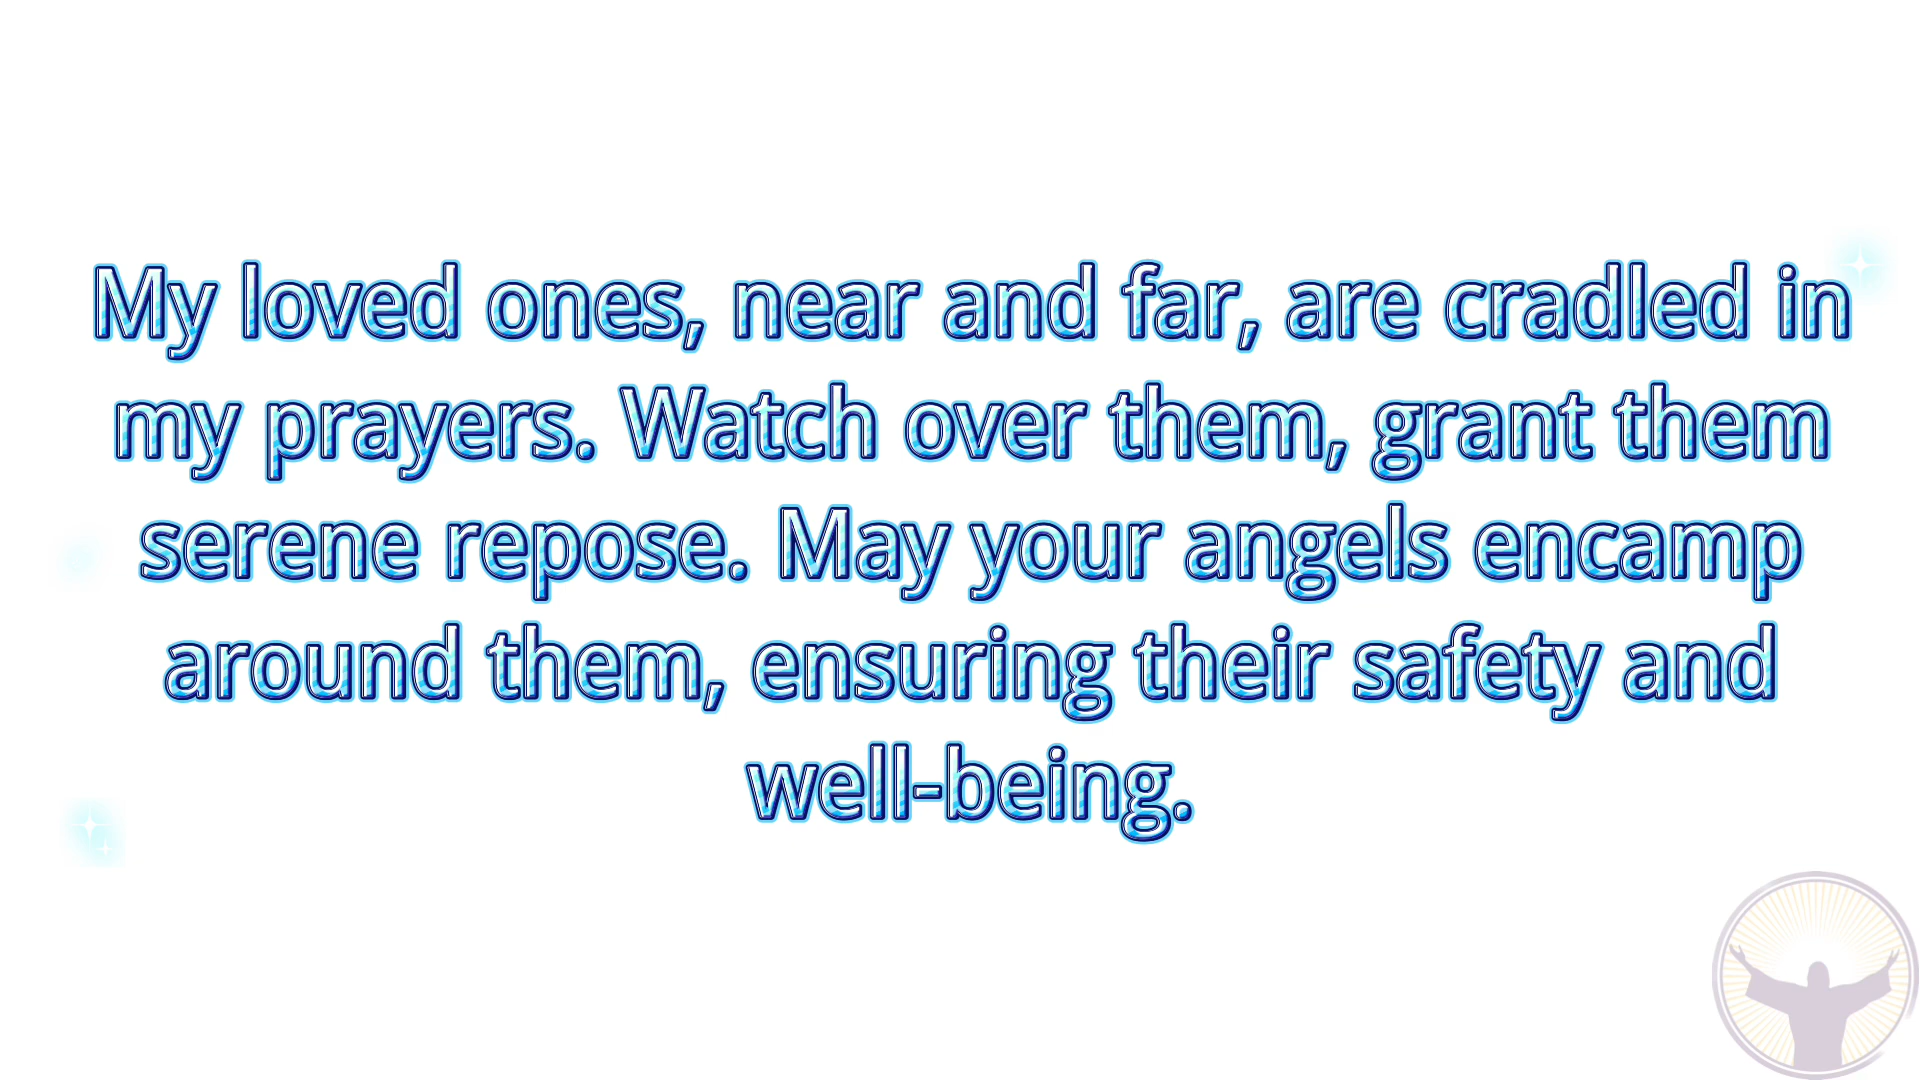 My loved ones, near and far, are cradled in
my prayers. Watch over them, grant them
serene repose. May your angels encamp
around them, ensuring their safety and
well-being.